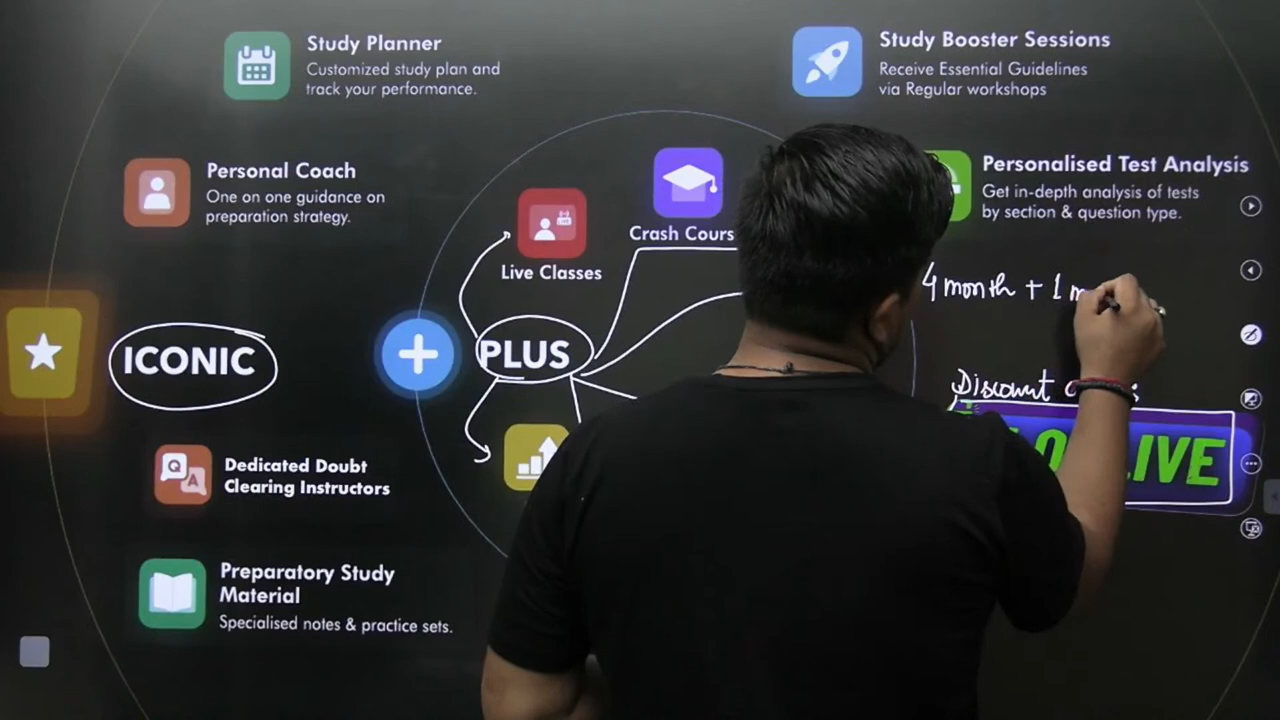 Study Planner
Customized study plan and
track your performance.
Study Booster Sessions
Receive Essential Guidelines
via Regular workshops
Personal Coach
One on one guidance on
preparation strategy.
Live Classes
Crash Cours
Personalised Test Analysis
Get in-depth analysis of tests
by section & question type.
4 month + 1 m
ICONIC
+
PLUS
Discount
LIVE
Q
A
Dedicated Doubt
Clearing Instructors
Preparatory Study
Material
Specialised notes & practice sets.